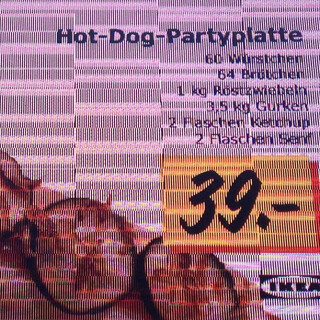 Hot-Dog-Partyplatte
60 Würstchen
64 Brötchen
1 kg Röstzwiebeln
3,5 kg Gurken
2 Flaschen Ketchup
2 Flaschen Senf
39.-
IKEA